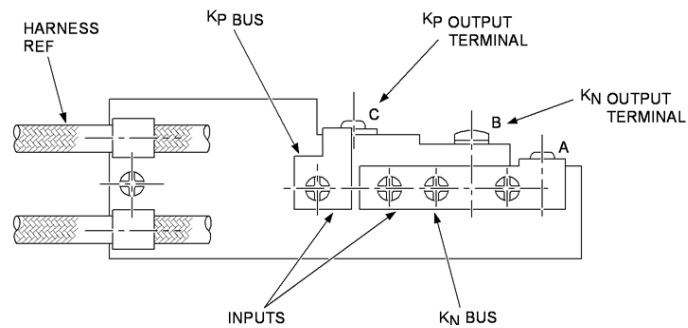 HARNESS
REF
KP BUS
KP OUTPUT
TERMINAL
KN OUTPUT
TERMINAL
C
B
A
INPUTS
KN BUS